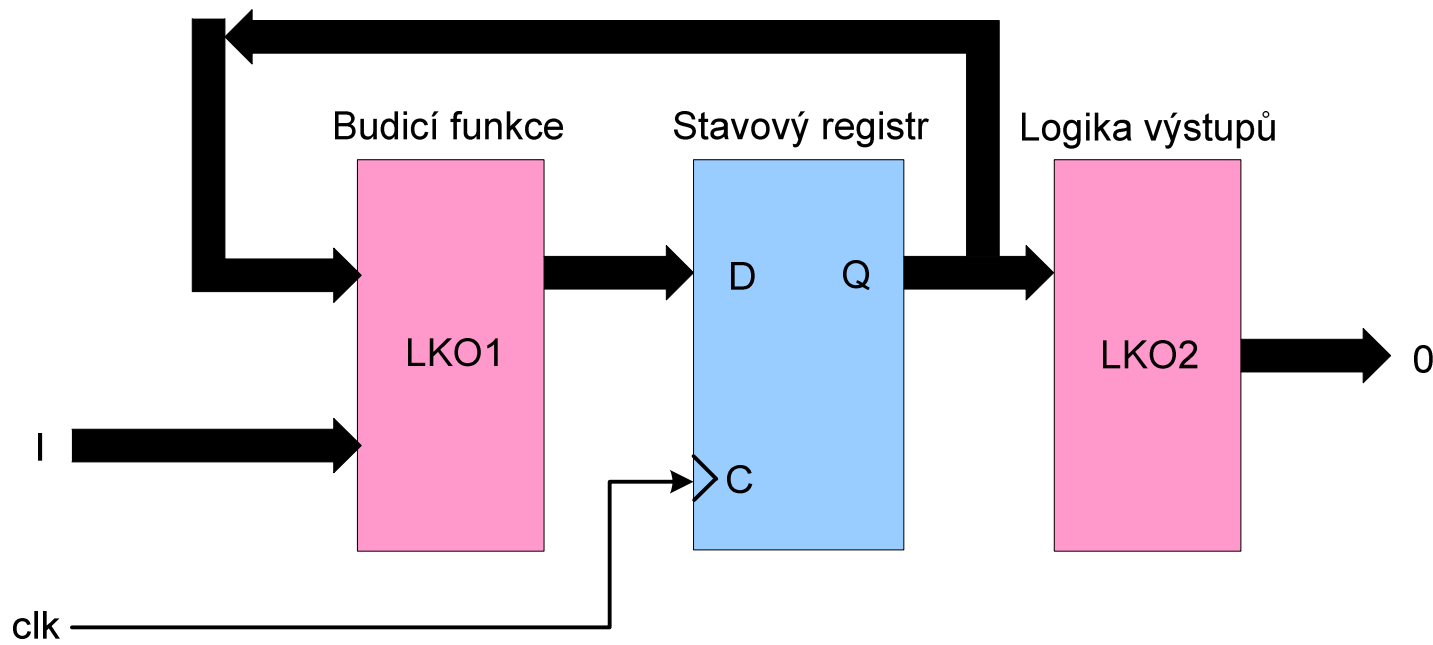 Budicí funkce
Stavový registr
Logika výstupů
D
Q
LKO1
LKO2
0
I
C
clk